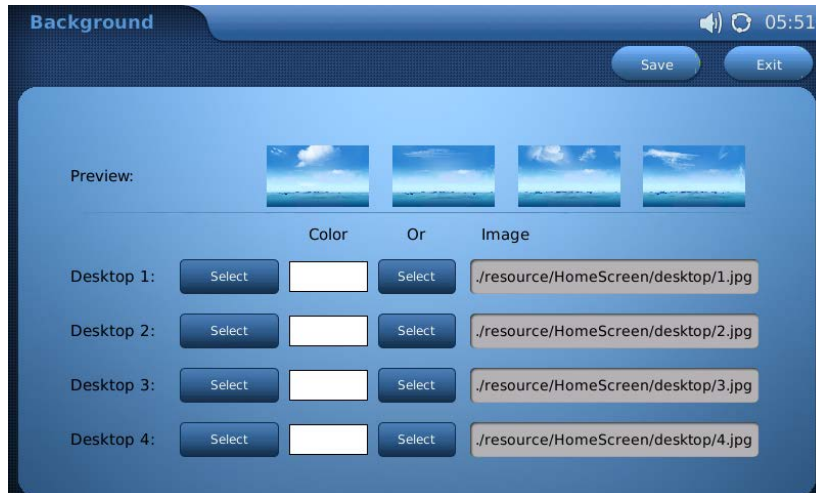 Background 05:51
Save Exit
Preview:
Color Or Image
Desktop 1: Select Select ./resource/HomeScreen/desktop/1.jpg
Desktop 2: Select Select ./resource/HomeScreen/desktop/2.jpg
Desktop 3: Select Select ./resource/HomeScreen/desktop/3.jpg
Desktop 4: Select Select ./resource/HomeScreen/desktop/4.jpg